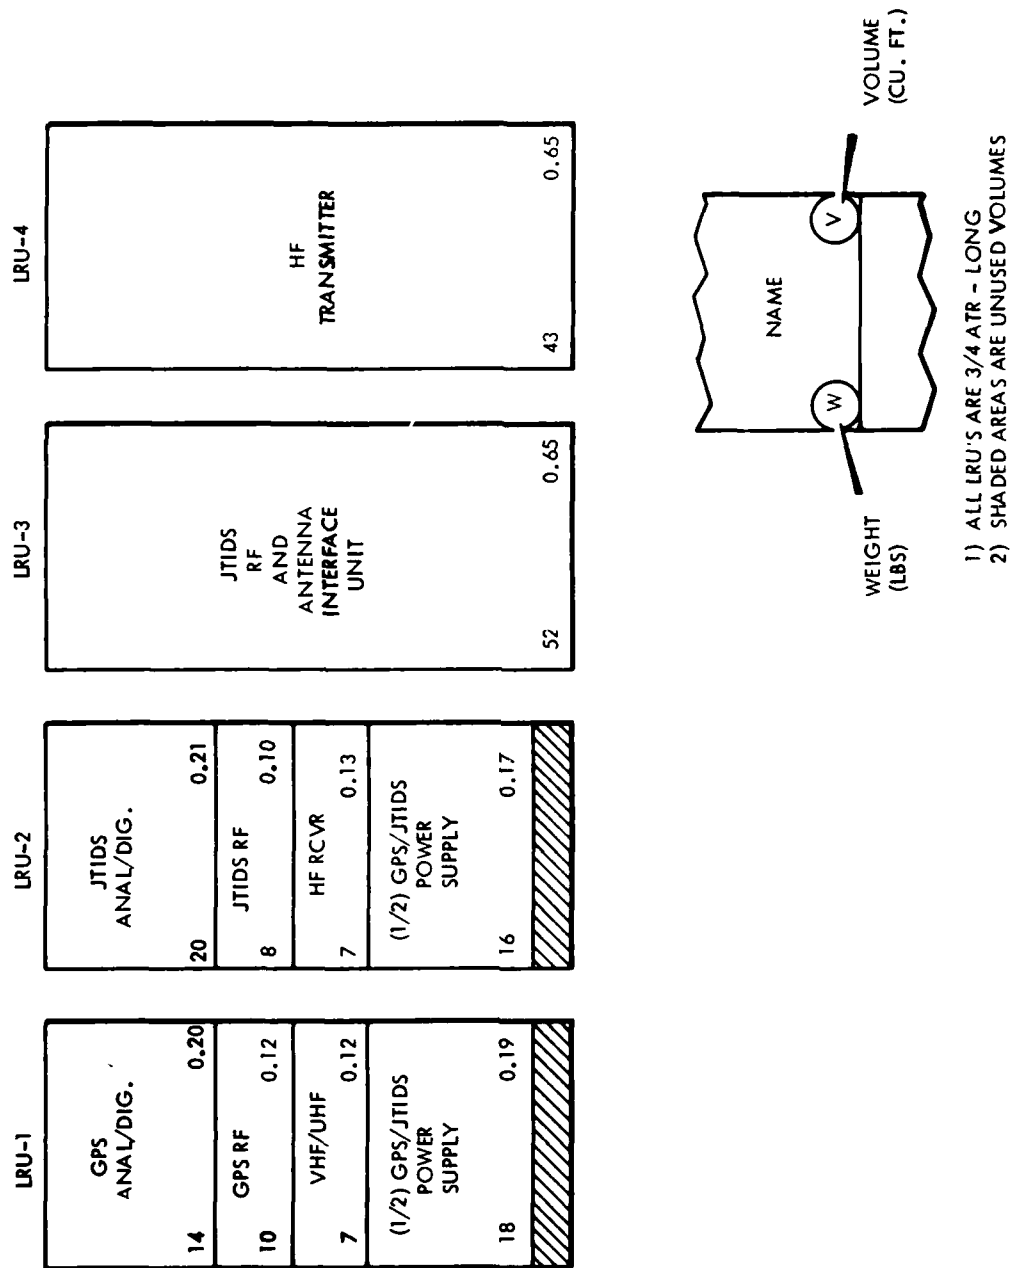 LRU-1
GPS
ANAL/DIG.
14 0.20
GPS RF
10 0.12
VHF/UHF
7 0.12
(1/2) GPS/JTIDS
POWER
SUPPLY
18 0.19
LRU-2
JTIDS
ANAL/DIG.
20 0.21
JTIDS RF
8 0.10
HF RCVR
7 0.13
(1/2) GPS/JTIDS
POWER
SUPPLY
16 0.17
LRU-3
JTIDS
RF
AND
ANTENNA
INTERFACE
UNIT
52 0.65
LRU-4
HF
TRANSMITTER
43 0.65
NAME
W V
WEIGHT
(LBS)
VOLUME
(CU. FT.)
1) ALL LRU'S ARE 3/4 ATR - LONG
2) SHADED AREAS ARE UNUSED VOLUMES